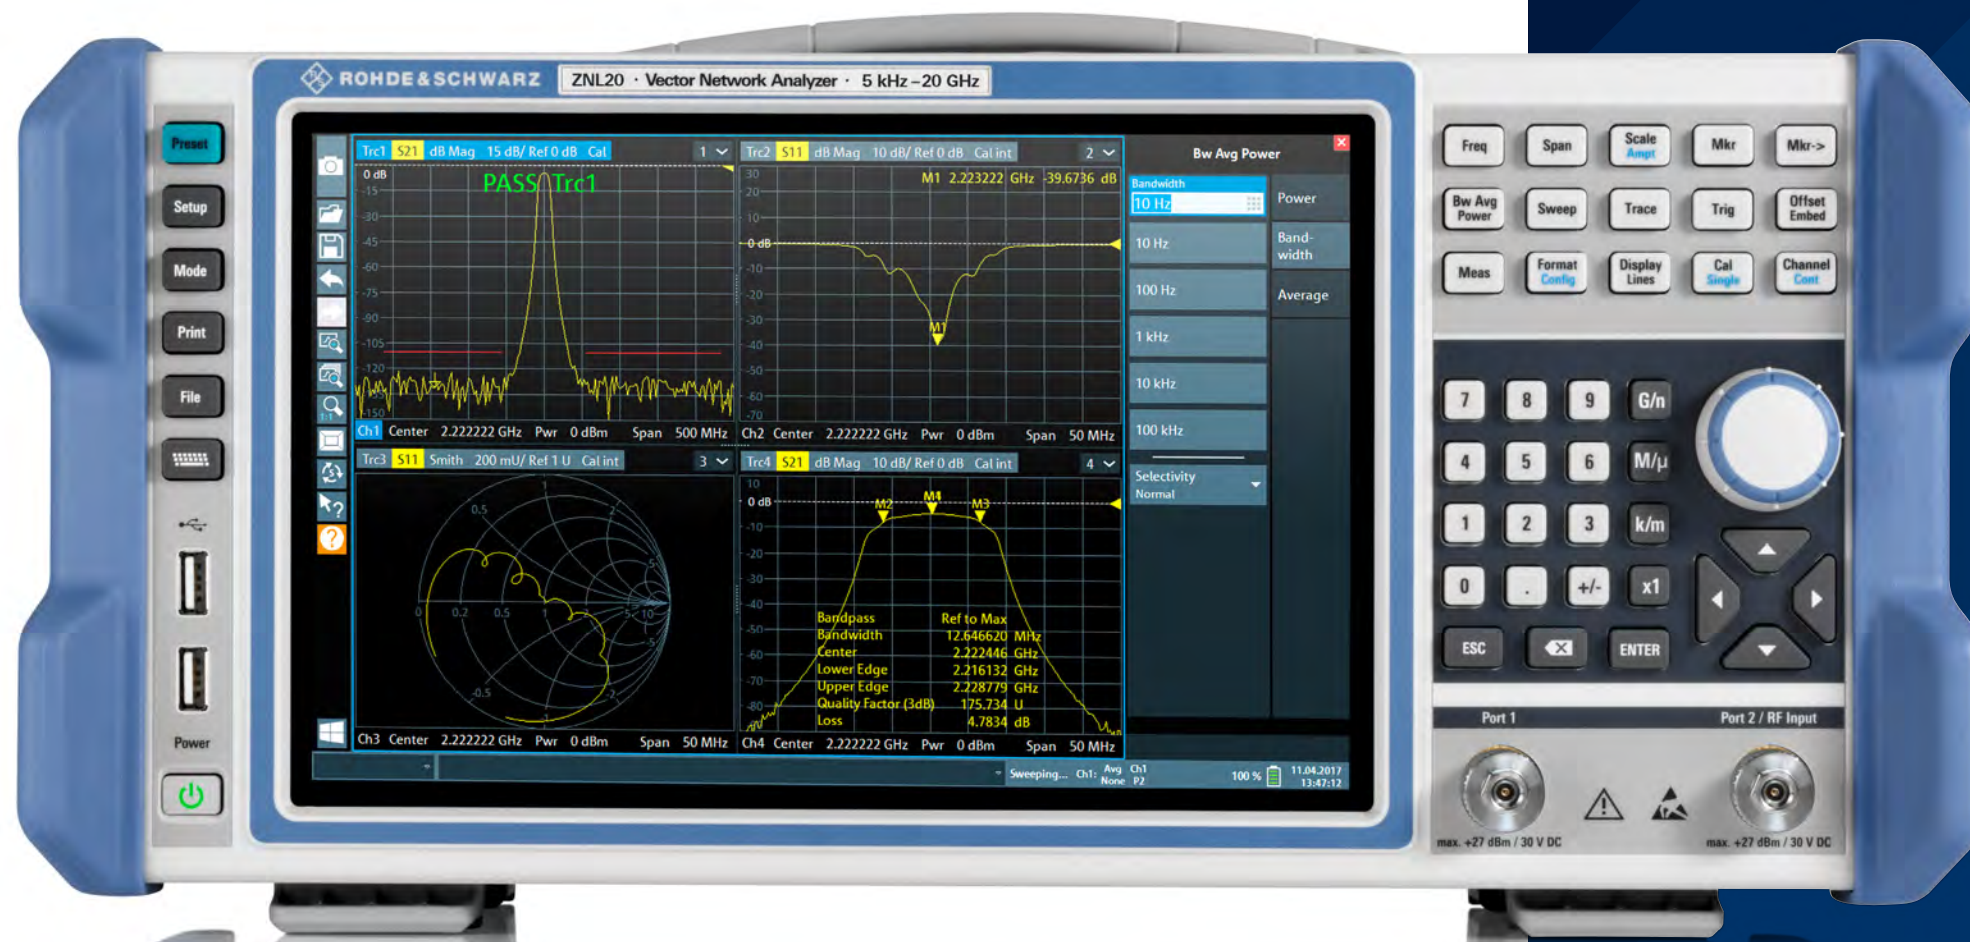 ROHDE&SCHWARZ
ZNL20 · Vector Network Analyzer · 5 kHz – 20 GHz
Preset
Setup
Mode
Print
File
Power
Trc1 S21 dB Mag 15 dB/ Ref 0 dB Cal 1
PASS Trc1
0 dB
-15
-30
-45
-60
-75
-90
-105
-120
-150
Ch1 Center 2.222222 GHz Pwr 0 dBm Span 500 MHz
Trc2 S11 dB Mag 10 dB/ Ref 0 dB Cal int 2
M1 2.223222 GHz -39.6736 dB
30
20
10
0 dB
-10
-20
-30
-40
-50
-60
-70
M1
Ch2 Center 2.222222 GHz Pwr 0 dBm Span 50 MHz
Trc3 S11 Smith 200 mU/ Ref 1 U Cal int 3
0.5
1
2
5
0
0.2
0.5
1
2
5
10
-5
-0.5
-1
-2
Ch3 Center 2.222222 GHz Pwr 0 dBm Span 50 MHz
Trc4 S21 dB Mag 10 dB/ Ref 0 dB Cal int 4
10
0 dB
-10
-20
-30
-40
-50
-60
-70
-80
M2
M3
Bandpass Ref to Max
Bandwidth 12.646620 MHz
Center 2.222446 GHz
Lower Edge 2.216132 GHz
Upper Edge 2.228779 GHz
Quality Factor (3dB) 175.734 U
Loss 4.7834 dB
Ch4 Center 2.222222 GHz Pwr 0 dBm Span 50 MHz
Bw Avg Power
Bandwidth
10 Hz
10 Hz
100 Hz
1 kHz
10 kHz
100 kHz
Selectivity
Normal
Power
Band-
width
Average
Sweeping... Ch1: Avg None Ch1 P2 100 % 11.04.2017
13:47:12
Freq Span Scale Ampt Mkr Mkr->
Bw Avg Power Sweep Trace Trig Offset Embed
Meas Format Config Display Lines Cal Single Channel Cont
7 8 9 G/n
4 5 6 M/µ
1 2 3 k/m
0 . +/- x1
ESC ENTER
Port 1
Port 2 / RF Input
max. +27 dBm / 30 V DC
max. +27 dBm / 30 V DC